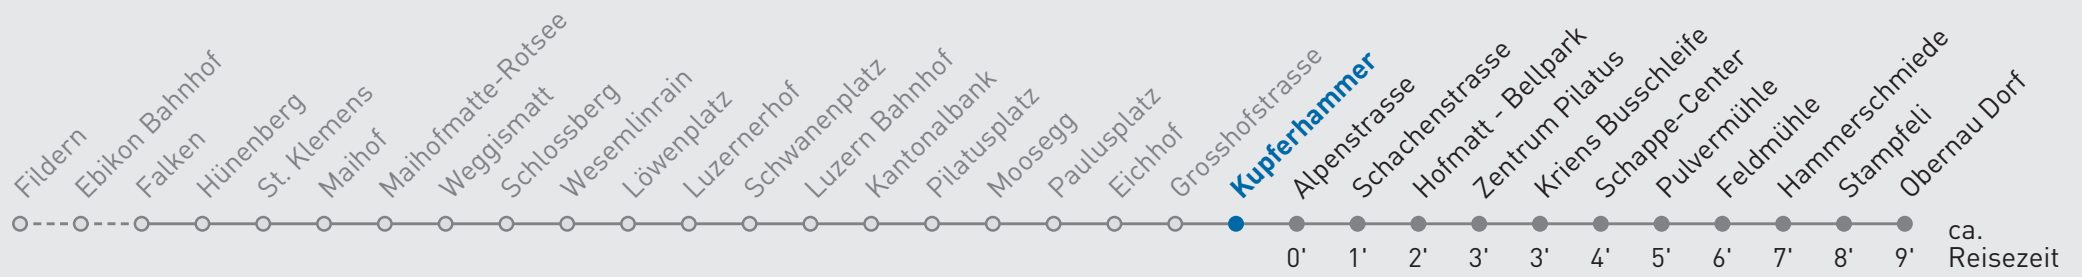 Fildern
Ebikon Bahnhof
Falken
Hünenberg
St. Klemens
Maihof
Maihofmatte-Rotsee
Weggismatt
Schlossberg
Wesemlinrain
Löwenplatz
Luzernerhof
Schwanenplatz
Luzern Bahnhof
Kantonalbank
Pilatusplatz
Moosegg
Paulusplatz
Eichhof
Grosshofstrasse
Kupferhammer
Alpenstrasse
Schachenstrasse
Hofmatt - Bellpark
Zentrum Pilatus
Kriens Busschleife
Schappe-Center
Pulvermühle
Feldmühle
Hammerschmiede
Stampfeli
Obernau Dorf
0' 1' 2' 3' 3' 4' 5' 6' 7' 8' 9'
ca.
Reisezeit